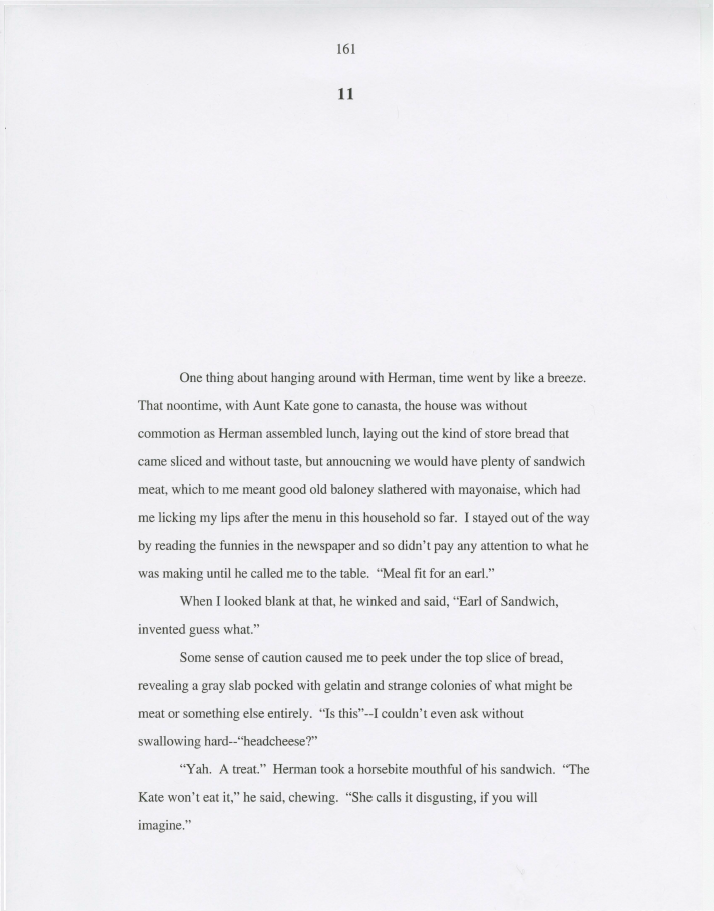 161
11
One thing about hanging around with Herman, time went by like a breeze.
That noontime, with Aunt Kate gone to canasta, the house was without
commotion as Herman assembled lunch, laying out the kind of store bread that
came sliced and without taste, but annoucning we would have plenty of sandwich
meat, which to me meant good old baloney slathered with mayonaise, which had
me licking my lips after the menu in this household so far.  I stayed out of the way
by reading the funnies in the newspaper and so didn't pay any attention to what he
was making until he called me to the table.  “Meal fit for an earl.”
When I looked blank at that, he winked and said, “Earl of Sandwich,
invented guess what.”
Some sense of caution caused me to peek under the top slice of bread,
revealing a gray slab pocked with gelatin and strange colonies of what might be
meat or something else entirely.  “Is this”--I couldn't even ask without
swallowing hard--“headcheese?”
“Yah.  A treat.”  Herman took a horsebite mouthful of his sandwich.  “The
Kate won't eat it,” he said, chewing.  “She calls it disgusting, if you will
imagine.”